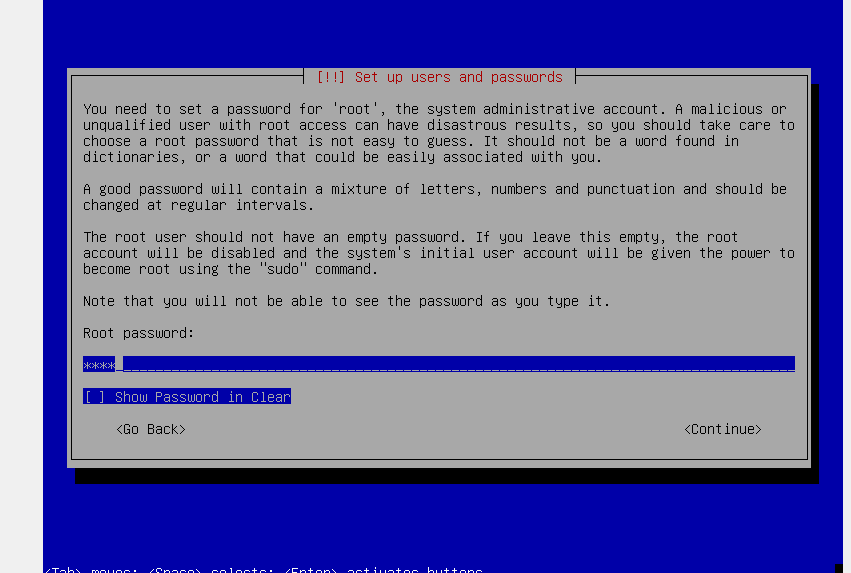 [!!] Set up users and passwords
You need to set a password for 'root', the system administrative account. A malicious or
unqualified user with root access can have disastrous results, so you should take care to
choose a root password that is not easy to guess. It should not be a word found in
dictionaries, or a word that could be easily associated with you.
A good password will contain a mixture of letters, numbers and punctuation and should be
changed at regular intervals.
The root user should not have an empty password. If you leave this empty, the root
account will be disabled and the system's initial user account will be given the power to
become root using the "sudo" command.
Note that you will not be able to see the password as you type it.
Root password:
****
[ ] Show Password in Clear
<Go Back> <Continue>
<Tab> moves; <Space> selects; <Enter> activates buttons